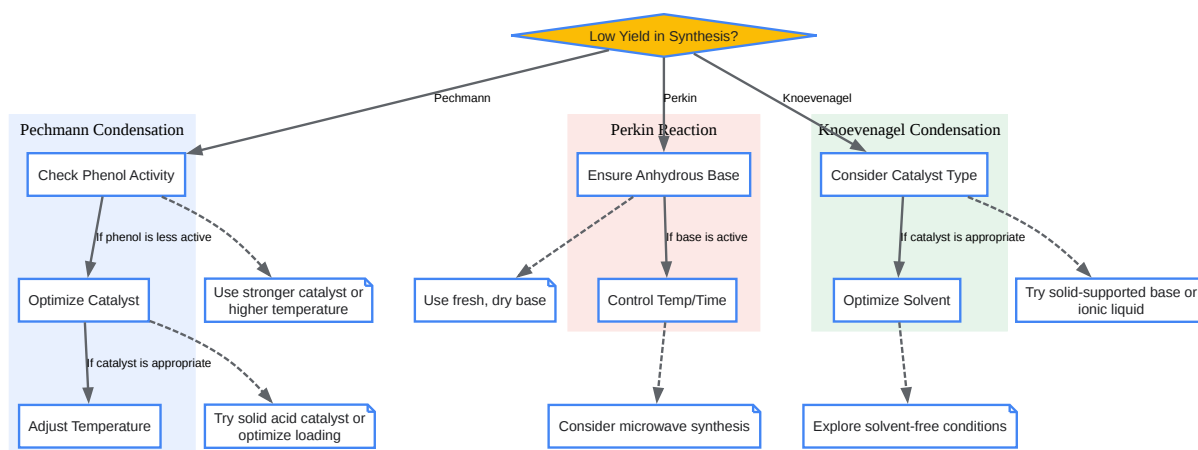 Low Yield in Synthesis?
Pechmann
Perkin
Knoevenagel
Pechmann Condensation
Perkin Reaction
Knoevenagel Condensation
Check Phenol Activity
Ensure Anhydrous Base
Consider Catalyst Type
If phenol is less active
If base is active
If catalyst is appropriate
Optimize Catalyst
Use stronger catalyst or
higher temperature
Use fresh, dry base
Control Temp/Time
Optimize Solvent
Try solid-supported base or
ionic liquid
If catalyst is appropriate
Adjust Temperature
Try solid acid catalyst or
optimize loading
Consider microwave synthesis
Explore solvent-free conditions